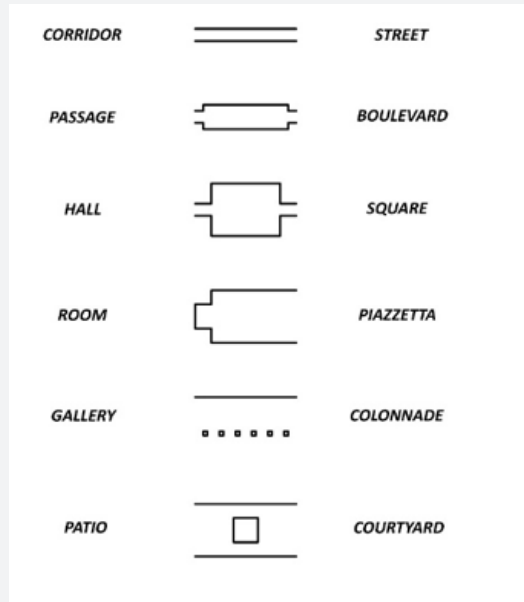 CORRIDOR STREET
PASSAGE BOULEVARD
HALL SQUARE
ROOM PIAZZETTA
GALLERY COLONNADE
PATIO COURTYARD